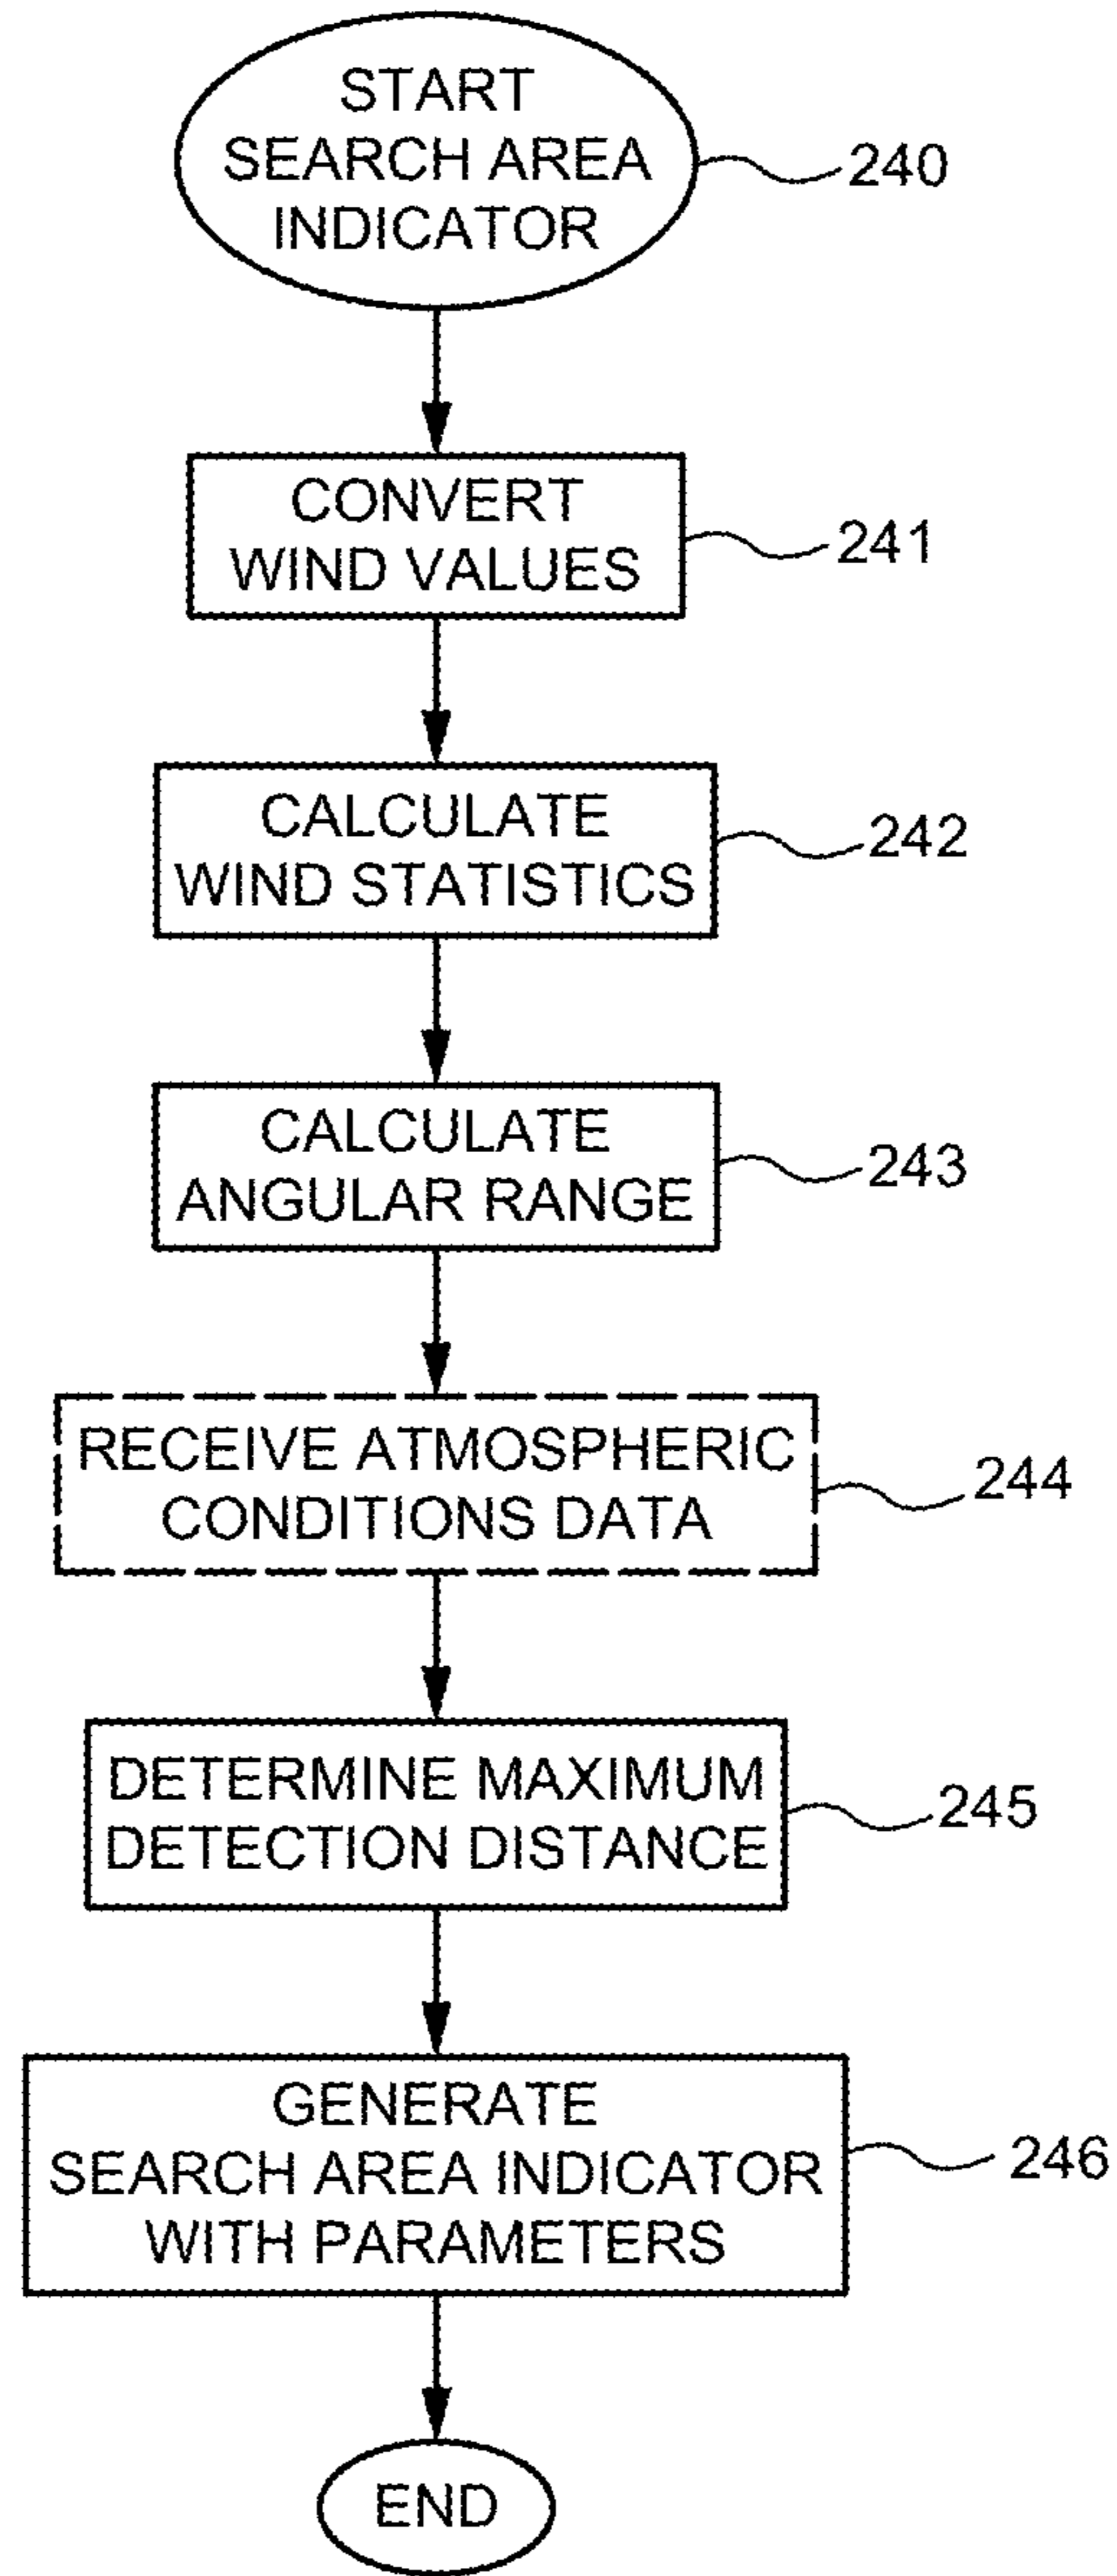 START
SEARCH AREA
INDICATOR
240
CONVERT
WIND VALUES
241
CALCULATE
WIND STATISTICS
242
CALCULATE
ANGULAR RANGE
243
RECEIVE ATMOSPHERIC
CONDITIONS DATA
244
DETERMINE MAXIMUM
DETECTION DISTANCE
245
GENERATE
SEARCH AREA INDICATOR
WITH PARAMETERS
246
END